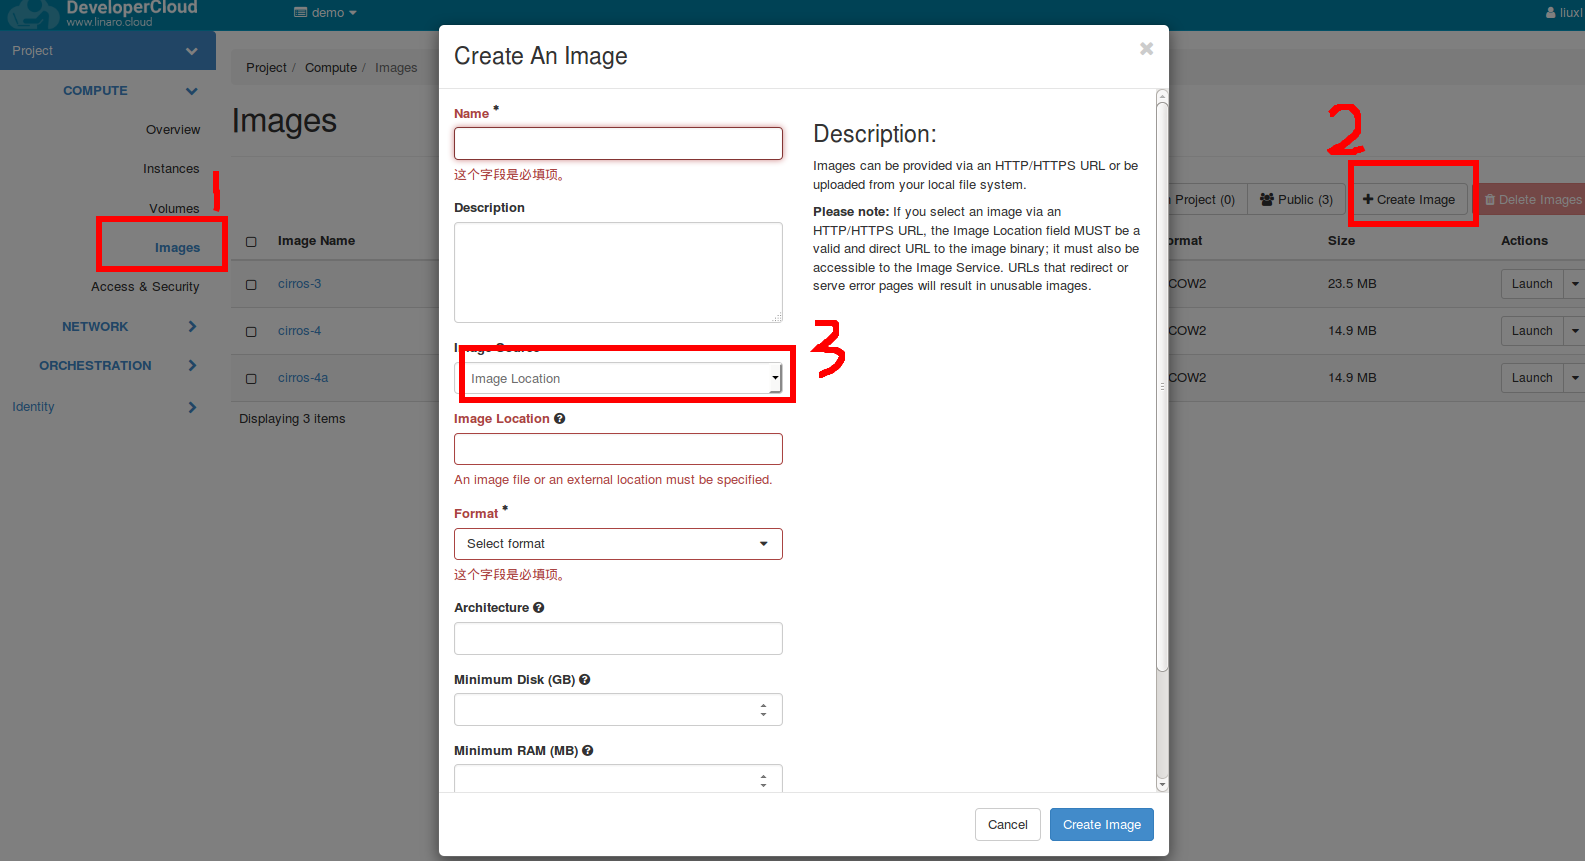 DeveloperCloud
www.linaro.cloud
demo
liuxl
Project
COMPUTE
Overview
Instances
Volumes
Images
Access & Security
NETWORK
ORCHESTRATION
Identity
1
Project / Compute / Images
Images
Project (0)
Public (3)
Create Image
Delete Images
2
Image Name
Size
Actions
cirros-3
COW2
23.5 MB
Launch
cirros-4
COW2
14.9 MB
Launch
cirros-4a
COW2
14.9 MB
Launch
Displaying 3 items
Create An Image
Name *
这个字段是必填项。
Description
Image Source
Image Location
3
Image Location
An image file or an external location must be specified.
Format *
Select format
这个字段是必填项。
Architecture
Minimum Disk (GB)
Minimum RAM (MB)
Description:
Images can be provided via an HTTP/HTTPS URL or be
uploaded from your local file system.
Please note: If you select an image via an
HTTP/HTTPS URL, the Image Location field MUST be a
valid and direct URL to the image binary; it must also be
accessible to the Image Service. URLs that redirect or
serve error pages will result in unusable images.
Cancel
Create Image